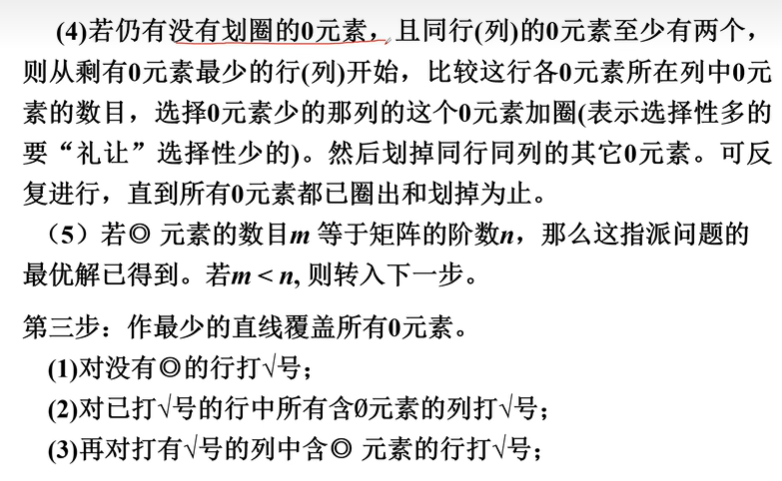 (4)若仍有没有划圈的0元素，且同行(列)的0元素至少有两个，
则从剩有0元素最少的行(列)开始，比较这行各0元素所在列中0元
素的数目，选择0元素少的那列的这个0元素加圈(表示选择性多的
要“礼让”选择性少的)。然后划掉同行同列的其它0元素。可反
复进行，直到所有0元素都已圈出和划掉为止。
（5）若◎ 元素的数目m 等于矩阵的阶数n，那么这指派问题的
最优解已得到。若m < n, 则转入下一步。
第三步：作最少的直线覆盖所有0元素。
(1)对没有◎的行打√号；
(2)对已打√号的行中所有含Ø元素的列打√号；
(3)再对打有√号的列中含◎ 元素的行打√号；